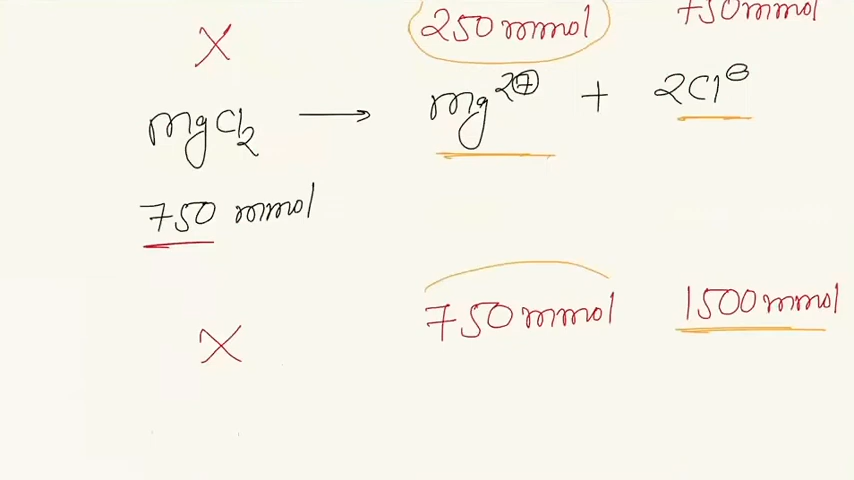 X 250 mmol 750 mmol
MgCl₂ ⟶ Mg²⊕ + 2Cl⊖
750 mmol
X 750 mmol 1500 mmol